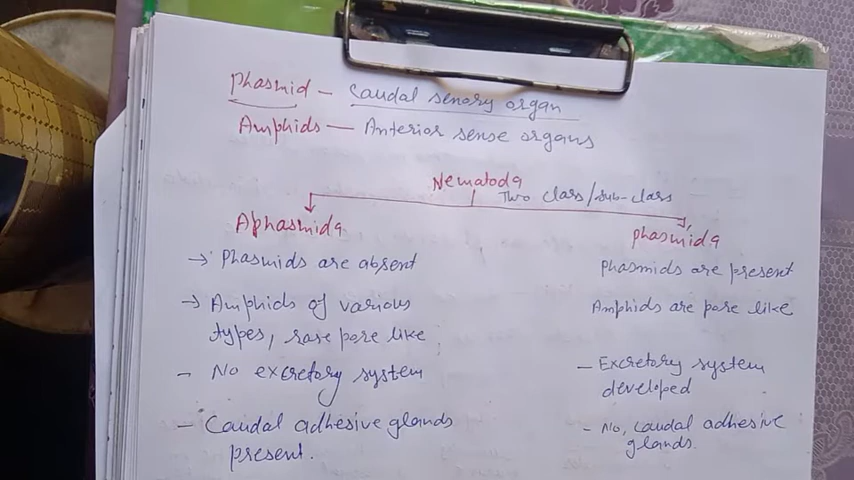 Phasmid – Caudal senory organ
Amphids — Anterior sense organs
Nematoda
Two class/sub-class
Aphasmida
Phasmida
→ Phasmids are absent
Phasmids are present
→ Amphids of various
types, rare pore like
Amphids are pore like
– No excretory system
– Excretory system
developed
– Caudal adhesive glands
present.
– No, caudal adhesive
glands.